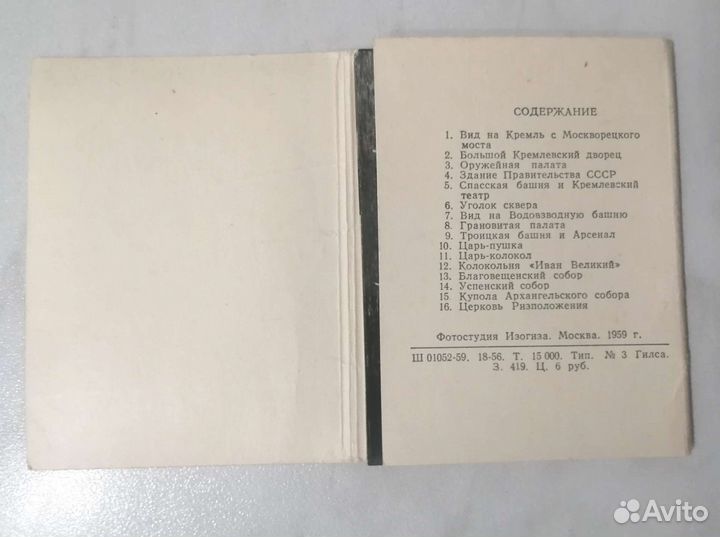 СОДЕРЖАНИЕ
1. Вид на Кремль с Москворецкого
моста
2. Большой Кремлевский дворец
3. Оружейная палата
4. Здание Правительства СССР
5. Спасская башня и Кремлевский
театр
6. Уголок сквера
7. Вид на Водовзводную башню
8. Грановитая палата
9. Троицкая башня и Арсенал
10. Царь-пушка
11. Царь-колокол
12. Колокольня «Иван Великий»
13. Благовещенский собор
14. Успенский собор
15. Купола Архангельского собора
16. Церковь Ризположения
Фотостудия Изогиза. Москва. 1959 г.
Ш 01052-59. 18-56. Т. 15 000. Тип. № 3 Гилса.
З. 419. Ц. 6 руб.
Avito